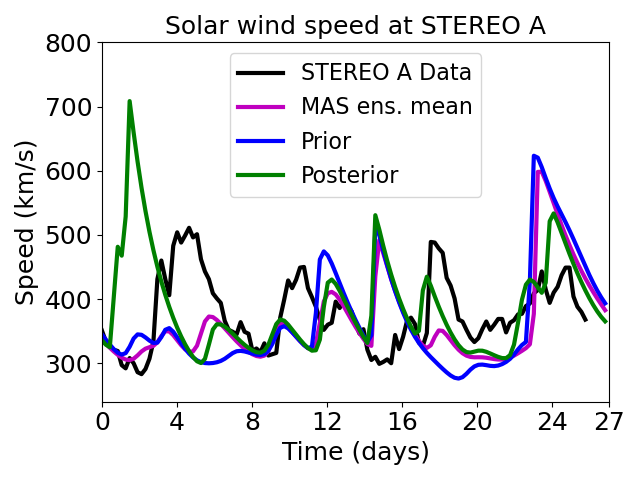 Solar wind speed at STEREO A
800
700
600
500
400
300
Speed (km/s)
STEREO A Data
MAS ens. mean
Prior
Posterior
0 4 8 12 16 20 24 27
Time (days)